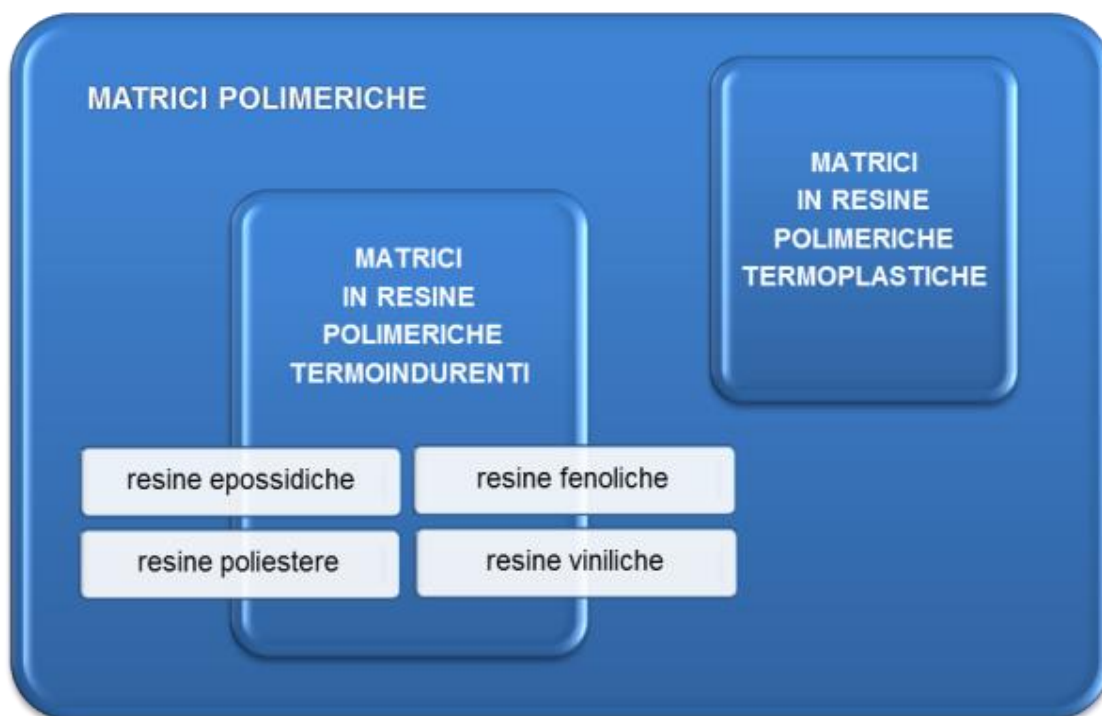 MATRICI POLIMERICHE
MATRICI
IN RESINE
POLIMERICHE
TERMOPLASTICHE
MATRICI
IN RESINE
POLIMERICHE
TERMOINDURENTI
resine epossidiche
resine fenoliche
resine poliestere
resine viniliche